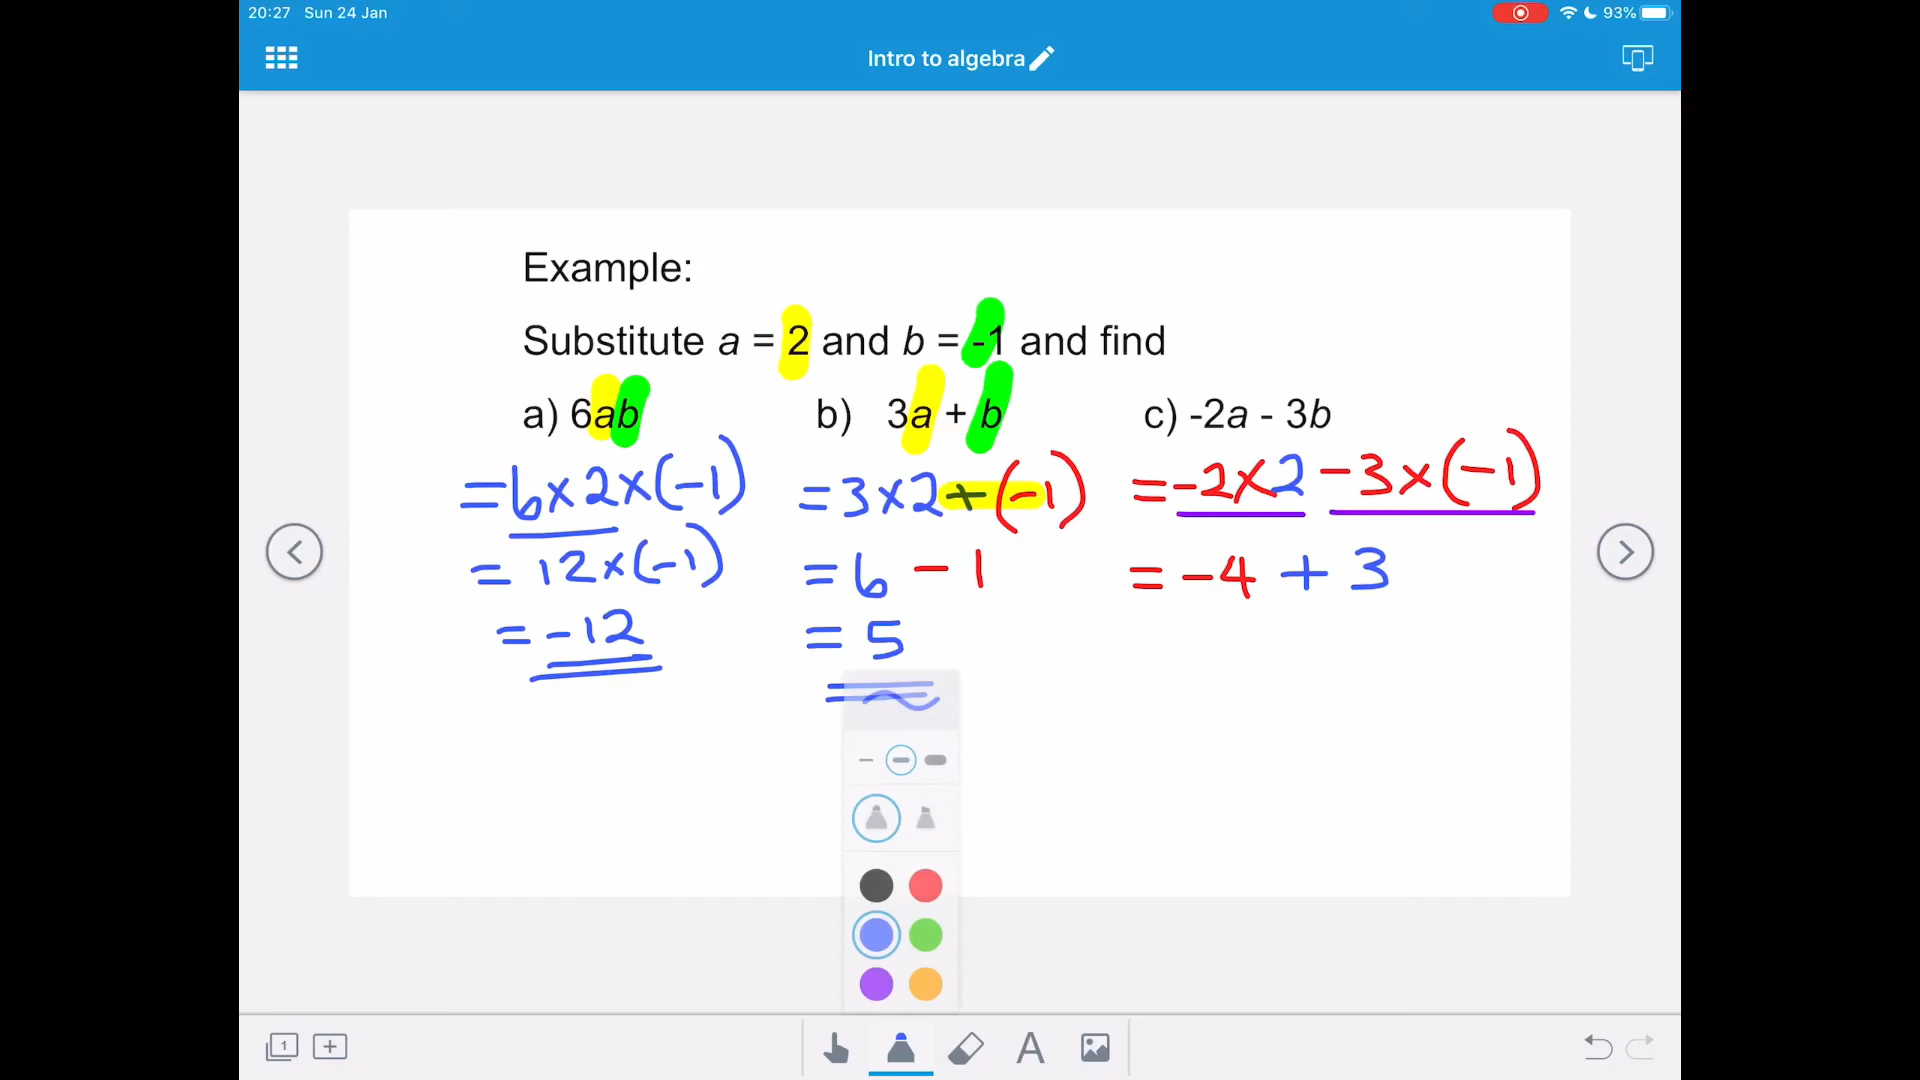 20:27 Sun 24 Jan
93%
Intro to algebra
Example:
Substitute a = 2 and b = -1 and find
a) 6ab b) 3a + b c) -2a - 3b
=6×2×(-1) =3×2+(-1) =-2×2-3×(-1)
= 12×(-1) =6-1 =-4+3
=-12 =5
1
A